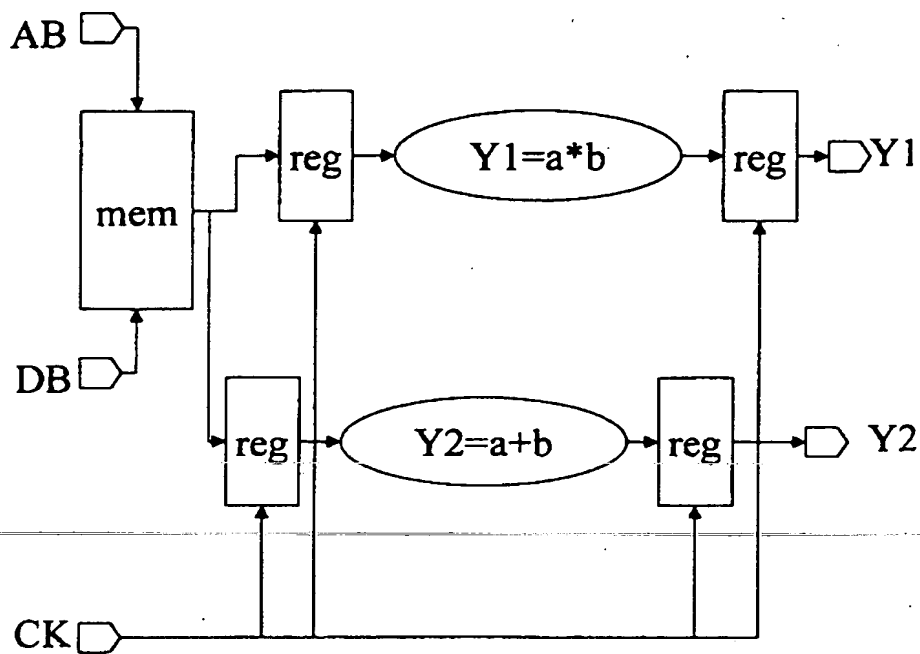 AB
reg
Y1=a*b
reg
Y1
mem
DB
reg
Y2=a+b
reg
Y2
CK